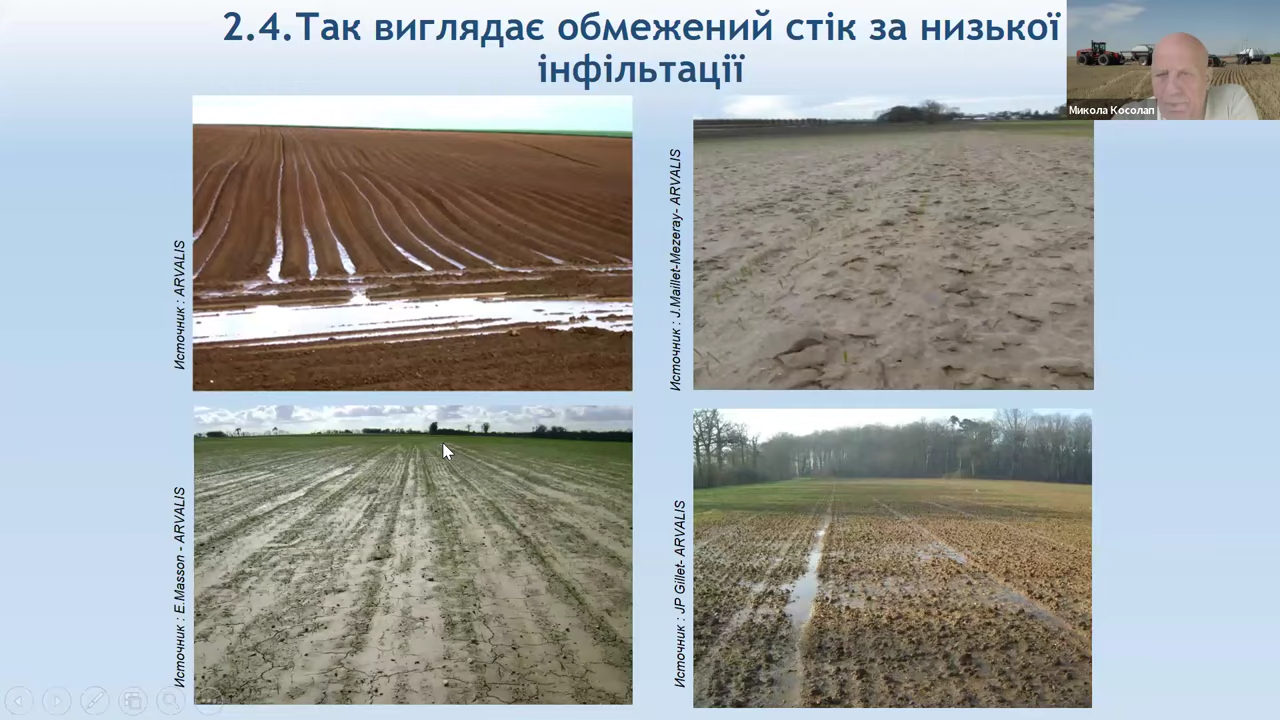 2.4.Так виглядає обмежений стік за низької
інфільтації
Микола Косолап
Источник : ARVALIS
Источник : J.Maillet-Mezeray- ARVALIS
Источник : E.Masson - ARVALIS
Источник : JP Gillet- ARVALIS